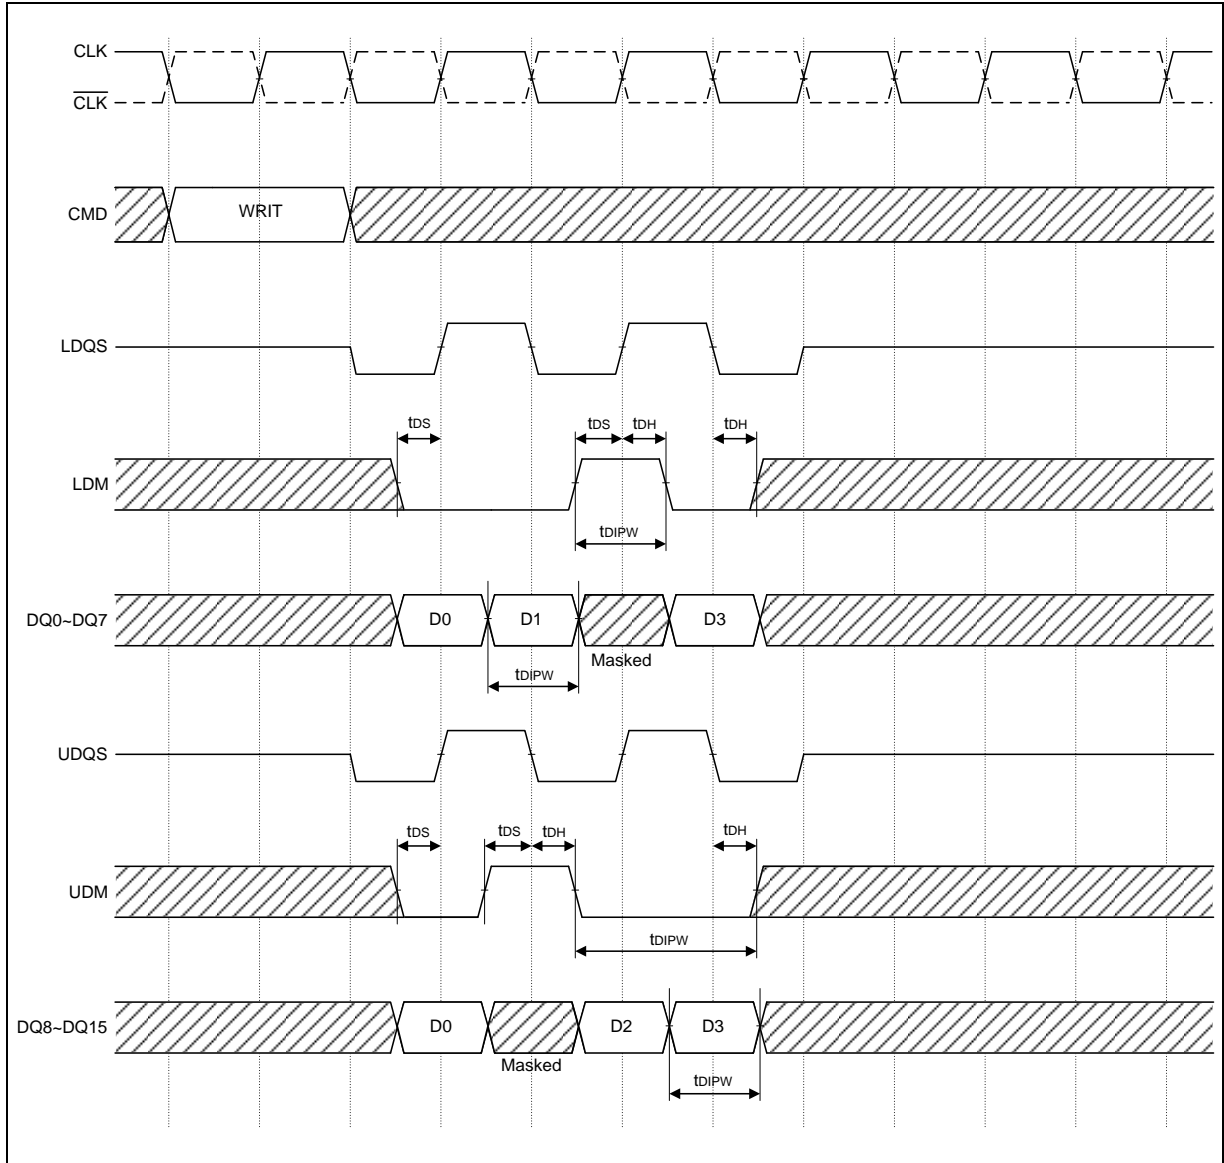 CLK
CLK
CMD
WRIT
LDQS
tDS
tDS
tDH
tDH
LDM
tDIPW
DQ0~DQ7
D0
D1
D3
Masked
tDIPW
UDQS
tDS
tDS
tDH
tDH
UDM
tDIPW
DQ8~DQ15
D0
D2
D3
Masked
tDIPW